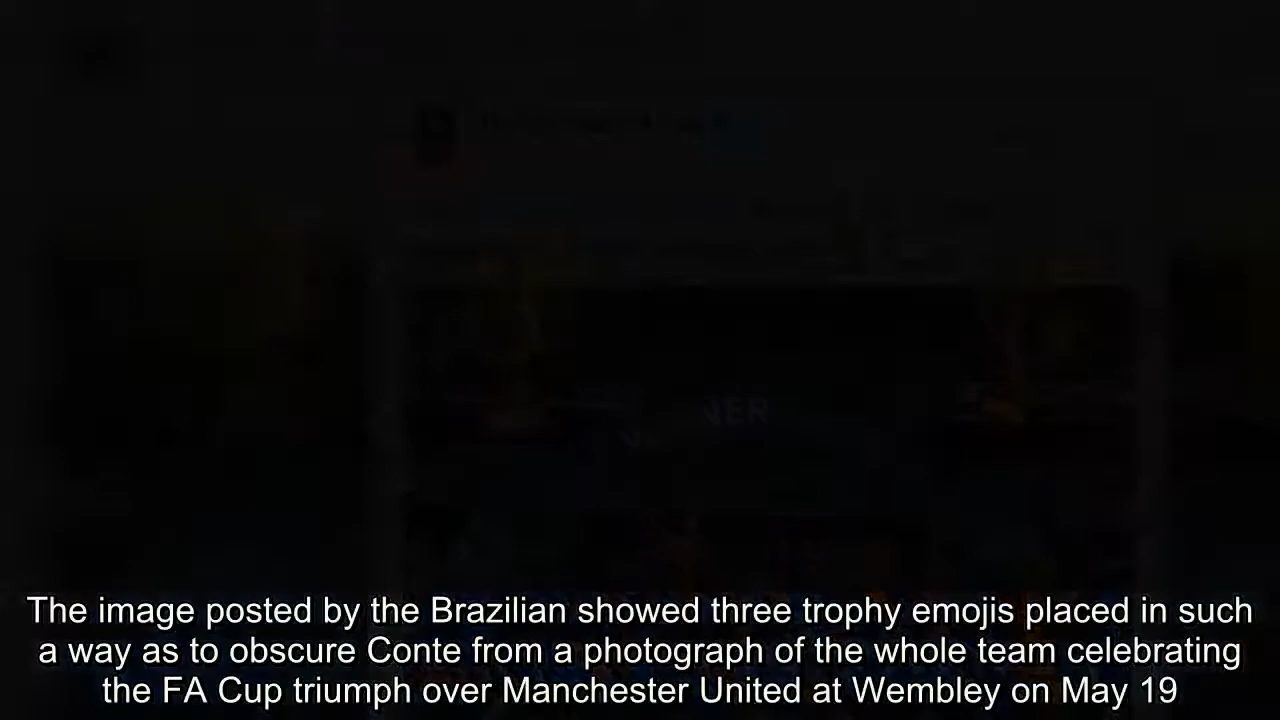 NER
The image posted by the Brazilian showed three trophy emojis placed in such
a way as to obscure Conte from a photograph of the whole team celebrating
the FA Cup triumph over Manchester United at Wembley on May 19